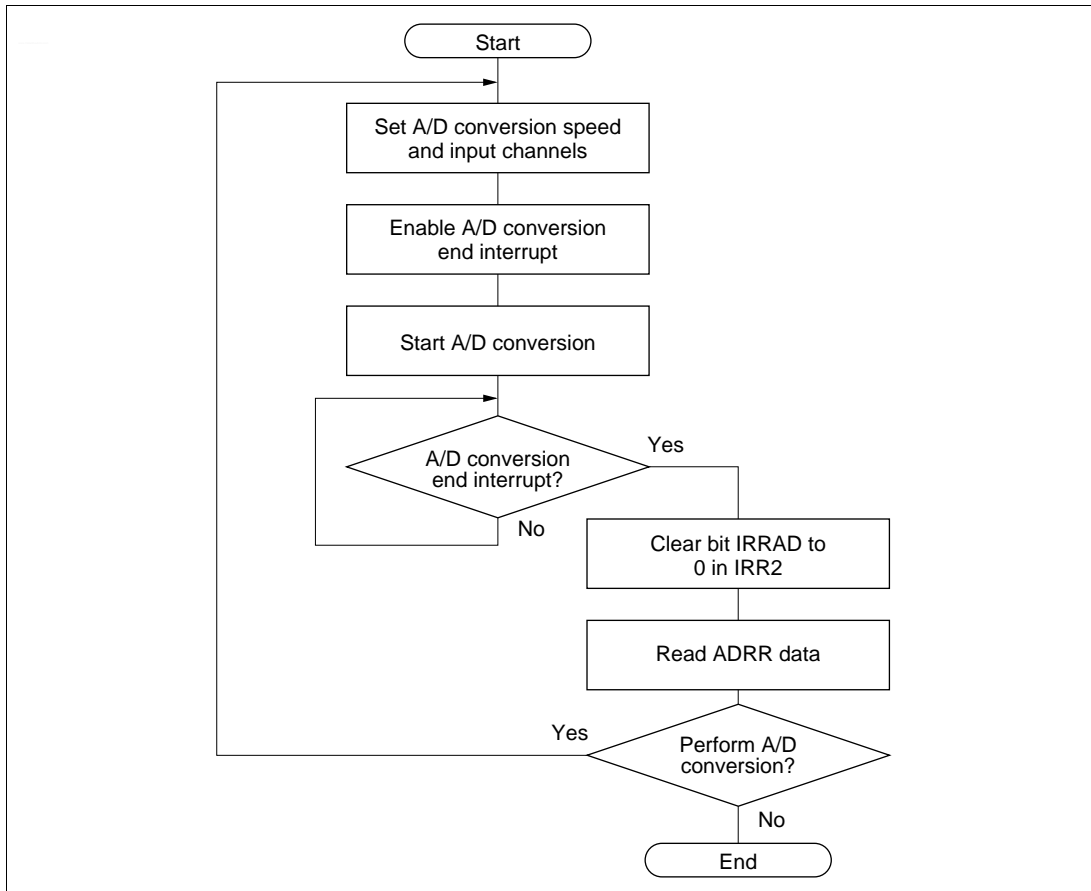 Start
Set A/D conversion speed
and input channels
Enable A/D conversion
end interrupt
Start A/D conversion
A/D conversion
end interrupt?
Yes
No
Clear bit IRRAD to
0 in IRR2
Read ADRR data
Yes
Perform A/D
conversion?
No
End